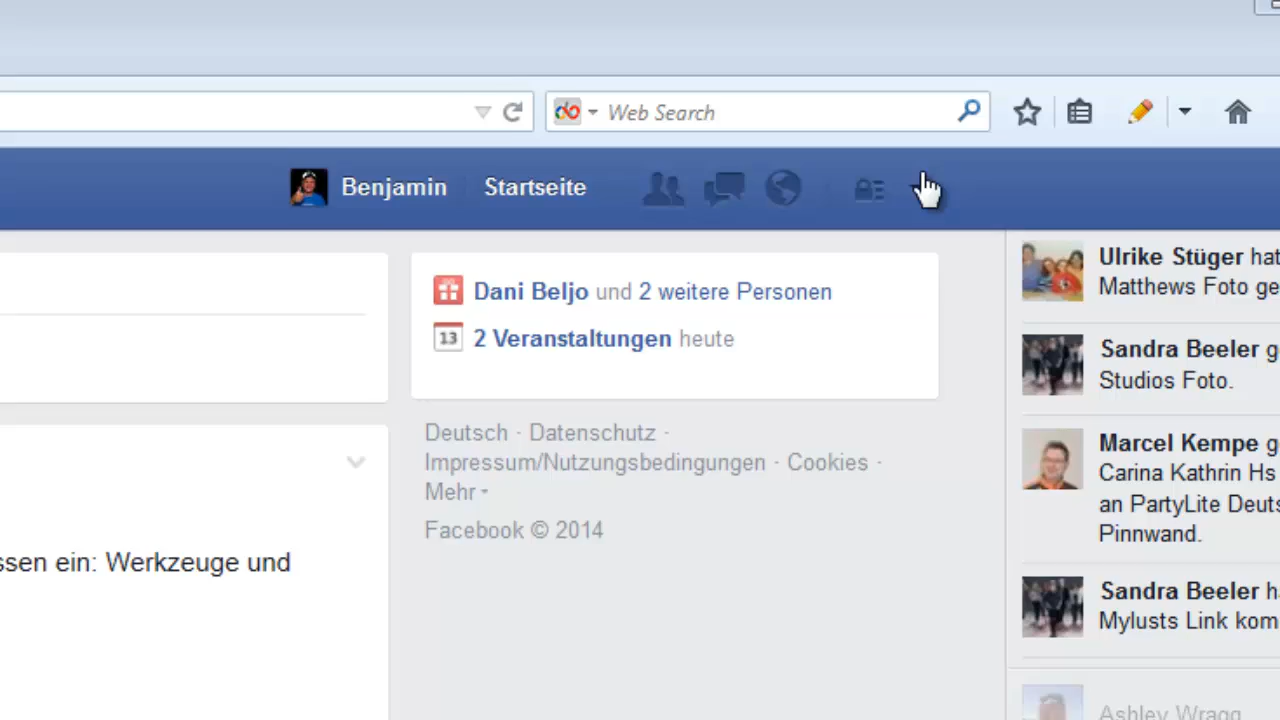 Web Search
Benjamin
Startseite
Dani Beljo und 2 weitere Personen
13
2 Veranstaltungen heute
Deutsch · Datenschutz ·
Impressum/Nutzungsbedingungen · Cookies ·
Mehr
Facebook © 2014
ssen ein: Werkzeuge und
Ulrike Stüger hat
Matthews Foto ge
Sandra Beeler g
Studios Foto.
Marcel Kempe g
Carina Kathrin Hs
an PartyLite Deuts
Pinnwand.
Sandra Beeler h
Mylusts Link kom
Ashley Wragg